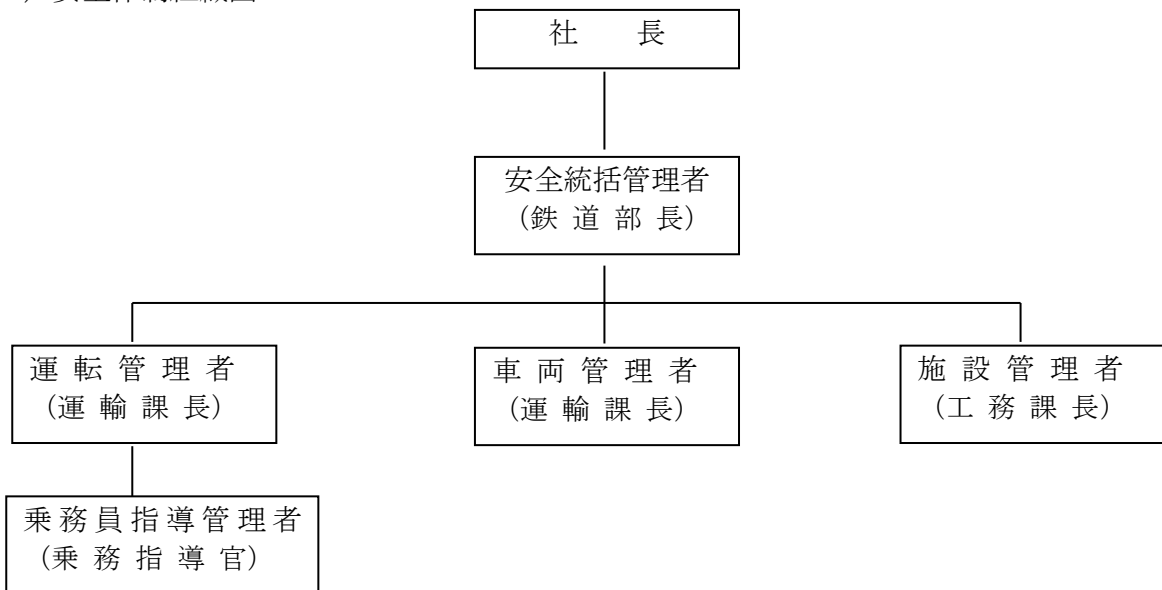 社　　長
安全統括管理者
（鉄 道 部 長）
運 転 管 理 者
（運 輸 課 長）
車 両 管 理 者
（運 輸 課 長）
施 設 管 理 者
（工 務 課 長）
乗務員指導管理者
（乗 務 指 導 官）